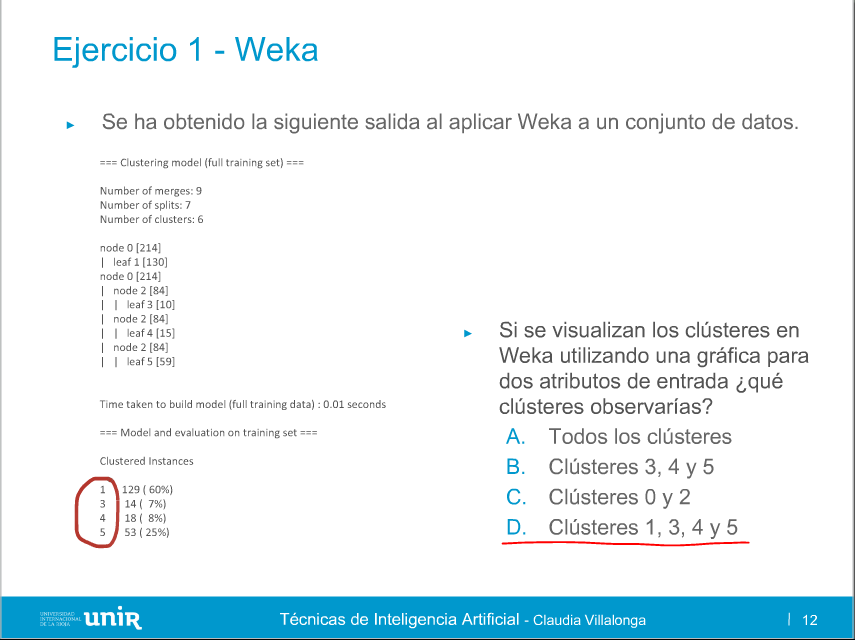 Ejercicio 1 - Weka
► Se ha obtenido la siguiente salida al aplicar Weka a un conjunto de datos.
=== Clustering model (full training set) ===
Number of merges: 9
Number of splits: 7
Number of clusters: 6
node 0 [214]
|   leaf 1 [130]
node 0 [214]
|   node 2 [84]
|   |   leaf 3 [10]
|   node 2 [84]
|   |   leaf 4 [15]
|   node 2 [84]
|   |   leaf 5 [59]
Time taken to build model (full training data) : 0.01 seconds
=== Model and evaluation on training set ===
Clustered Instances
1    129 ( 60%)
3    14 (  7%)
4    18 (  8%)
5    53 ( 25%)
► Si se visualizan los clústeres en
Weka utilizando una gráfica para
dos atributos de entrada ¿qué
clústeres observarías?
A. Todos los clústeres
B. Clústeres 3, 4 y 5
C. Clústeres 0 y 2
D. Clústeres 1, 3, 4 y 5
UNIVERSIDAD
INTERNACIONAL
DE LA RIOJA
unir
Técnicas de Inteligencia Artificial - Claudia Villalonga
| 12